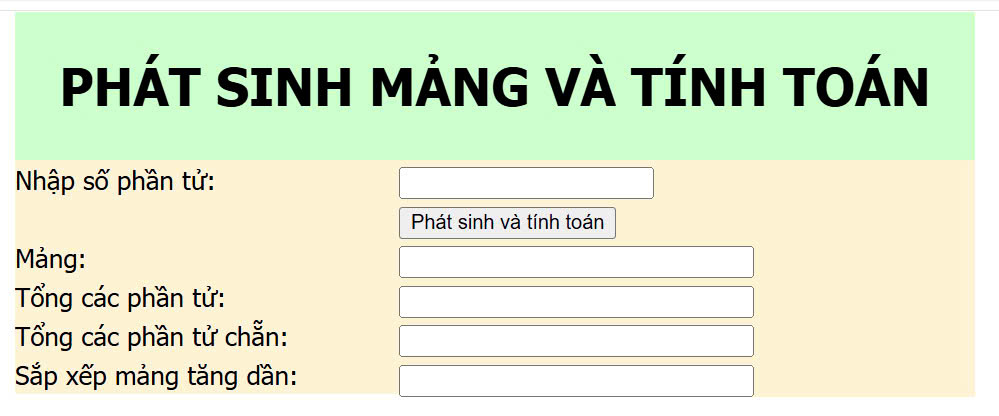 PHÁT SINH MẢNG VÀ TÍNH TOÁN
Nhập số phần tử:
Phát sinh và tính toán
Mảng:
Tổng các phần tử:
Tổng các phần tử chẵn:
Sắp xếp mảng tăng dần: